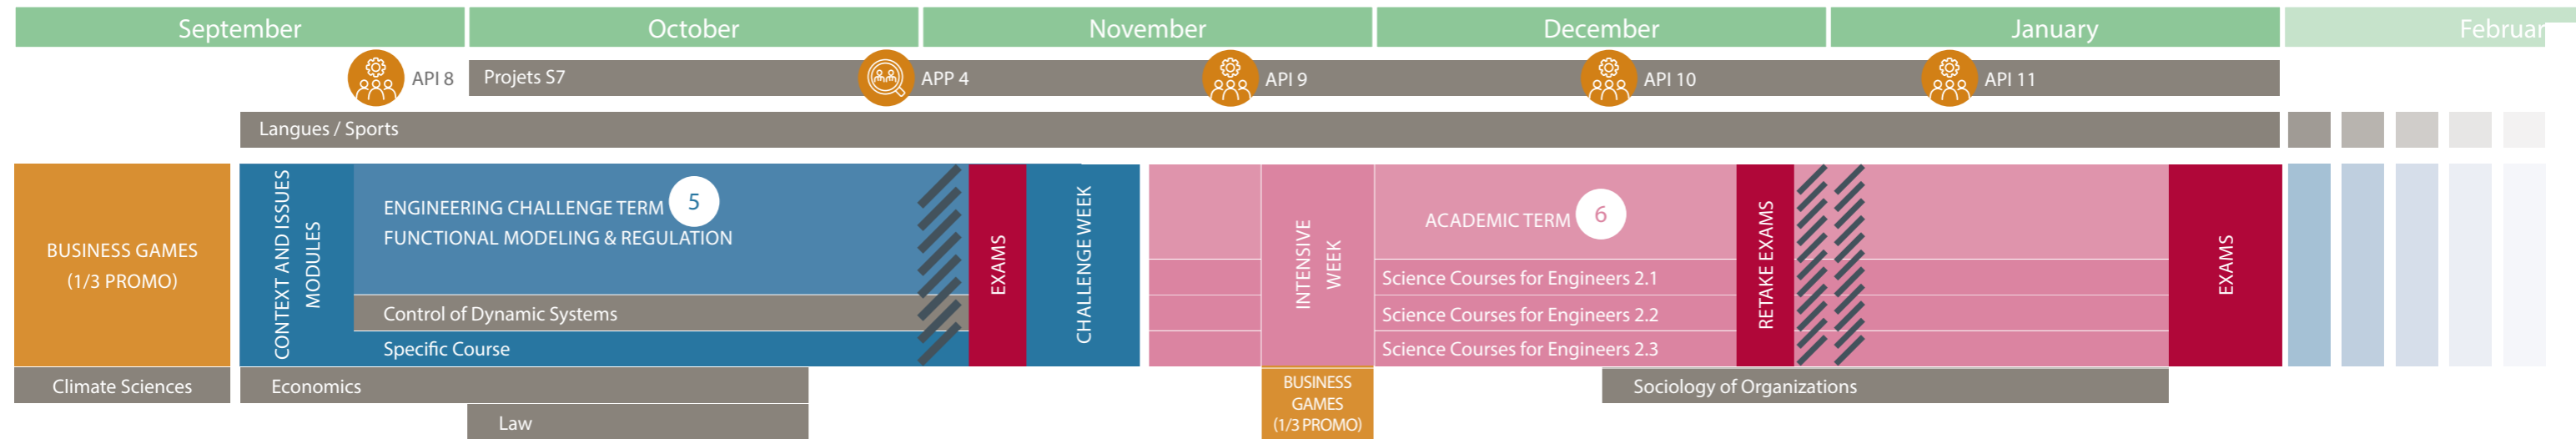 September
October
November
December
January
Februar
API 8
Projets S7
APP 4
API 9
API 10
API 11
Langues / Sports
BUSINESS GAMES
(1/3 PROMO)
CONTEXT AND ISSUES
MODULES
ENGINEERING CHALLENGE TERM 5
FUNCTIONAL MODELING & REGULATION
Control of Dynamic Systems
Specific Course
EXAMS
CHALLENGE WEEK
INTENSIVE
WEEK
ACADEMIC TERM 6
Science Courses for Engineers 2.1
Science Courses for Engineers 2.2
Science Courses for Engineers 2.3
RETAKE EXAMS
EXAMS
Climate Sciences
Economics
Law
BUSINESS
GAMES
(1/3 PROMO)
Sociology of Organizations